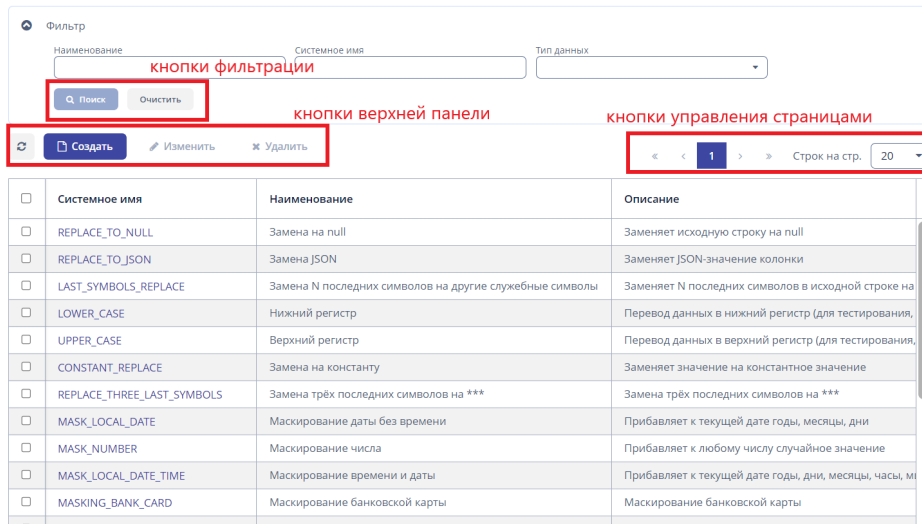 Фильтр
Наименование Системное имя Тип данных
кнопки фильтрации
Поиск Очистить
кнопки верхней панели кнопки управления страницами
Создать Изменить Удалить « ‹ 1 › » Строк на стр. 20
Системное имя Наименование Описание
REPLACE_TO_NULL Замена на null Заменяет исходную строку на null
REPLACE_TO_JSON Замена JSON Заменяет JSON-значение колонки
LAST_SYMBOLS_REPLACE Замена N последних символов на другие служебные символы Заменяет N последних символов в исходной строке на
LOWER_CASE Нижний регистр Перевод данных в нижний регистр (для тестирования,
UPPER_CASE Верхний регистр Перевод данных в верхний регистр (для тестирования,
CONSTANT_REPLACE Замена на константу Заменяет значение на константное значение
REPLACE_THREE_LAST_SYMBOLS Замена трёх последних символов на *** Замена трёх последних символов на ***
MASK_LOCAL_DATE Маскирование даты без времени Прибавляет к текущей дате годы, месяцы, дни
MASK_NUMBER Маскирование числа Прибавляет к любому числу случайное значение
MASK_LOCAL_DATE_TIME Маскирование времени и даты Прибавляет к текущей дате годы, дни, месяцы, часы,
MASKING_BANK_CARD Маскирование банковской карты Маскирование банковской карты